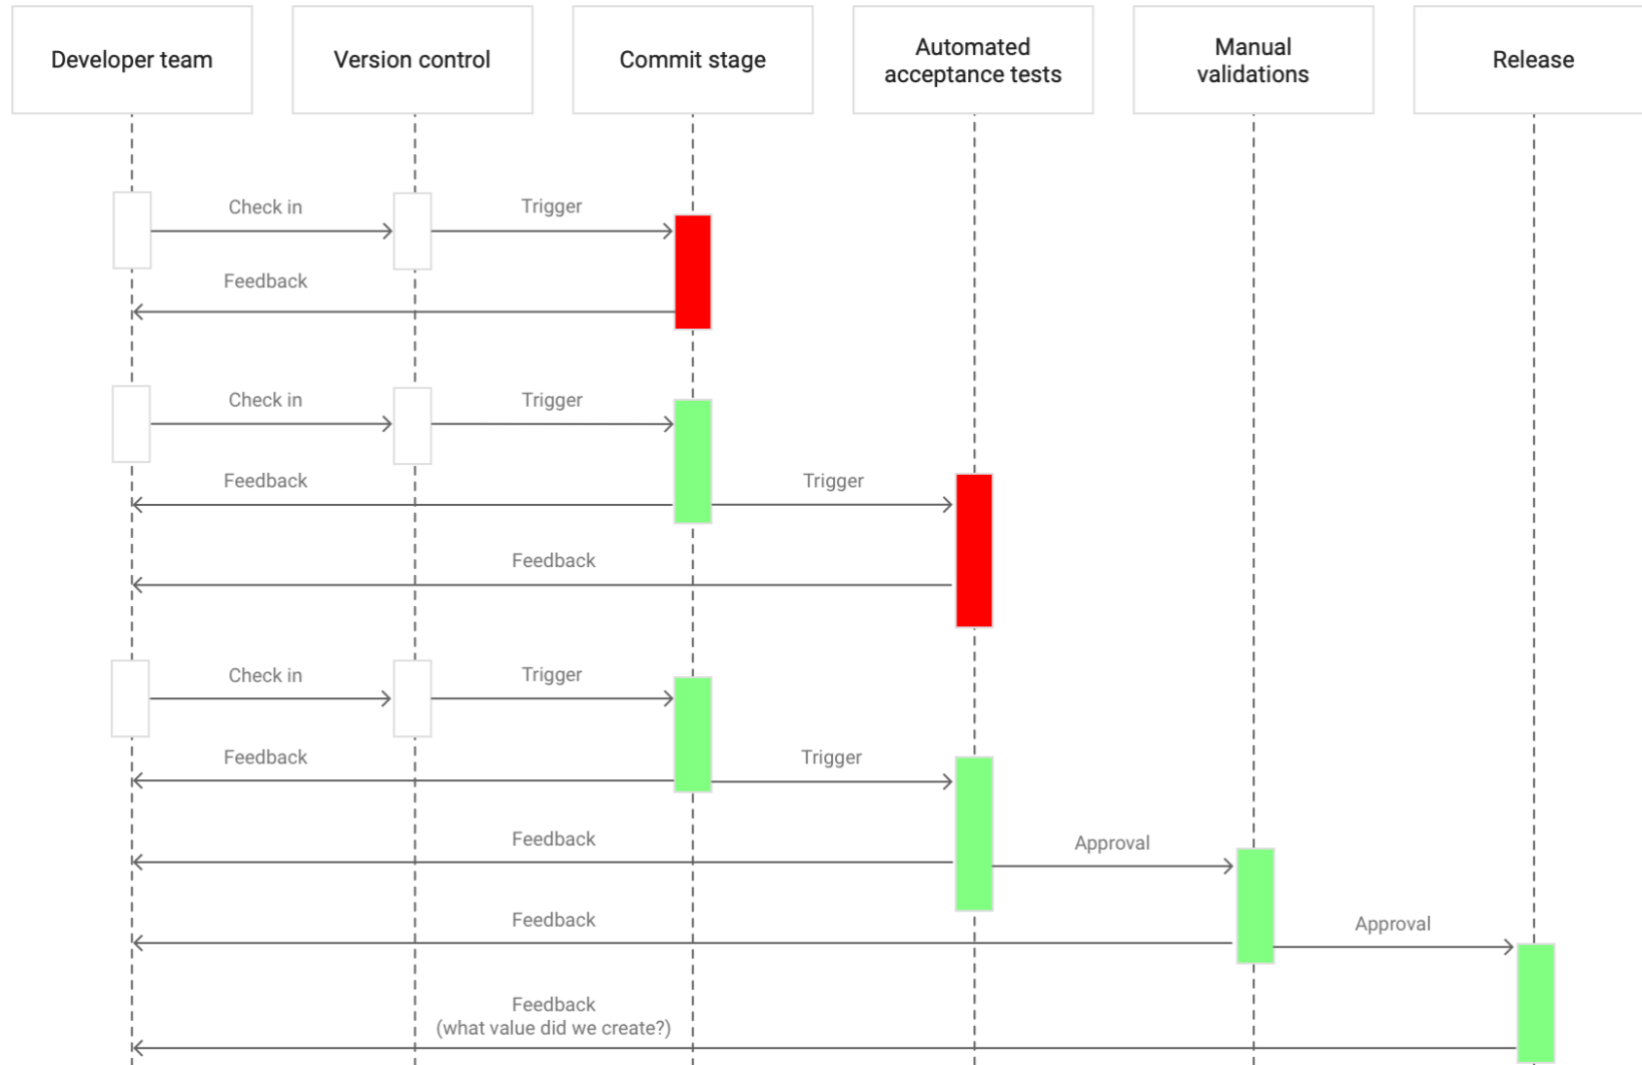 Developer team
Version control
Commit stage
Automated
acceptance tests
Manual
validations
Release
Check in
Trigger
Feedback
Check in
Trigger
Feedback
Trigger
Feedback
Check in
Trigger
Feedback
Trigger
Feedback
Approval
Feedback
Approval
Feedback
(what value did we create?)